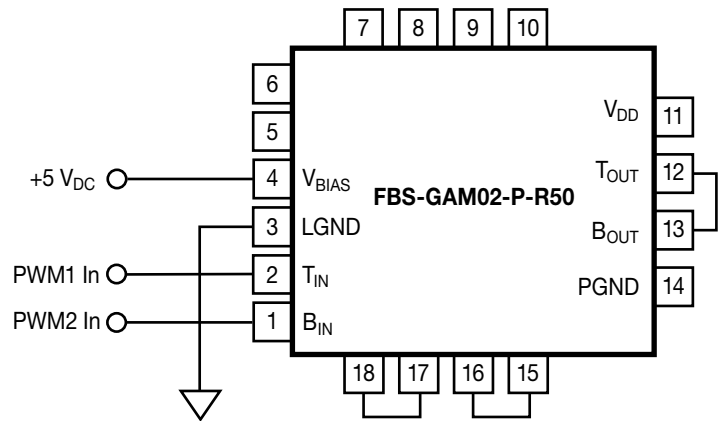 7 8 9 10
6
5
+5 VDC 4 VBIAS
3 LGND
PWM1 In 2 TIN
PWM2 In 1 BIN
FBS-GAM02-P-R50
VDD 11
TOUT 12
BOUT 13
PGND 14
18 17 16 15